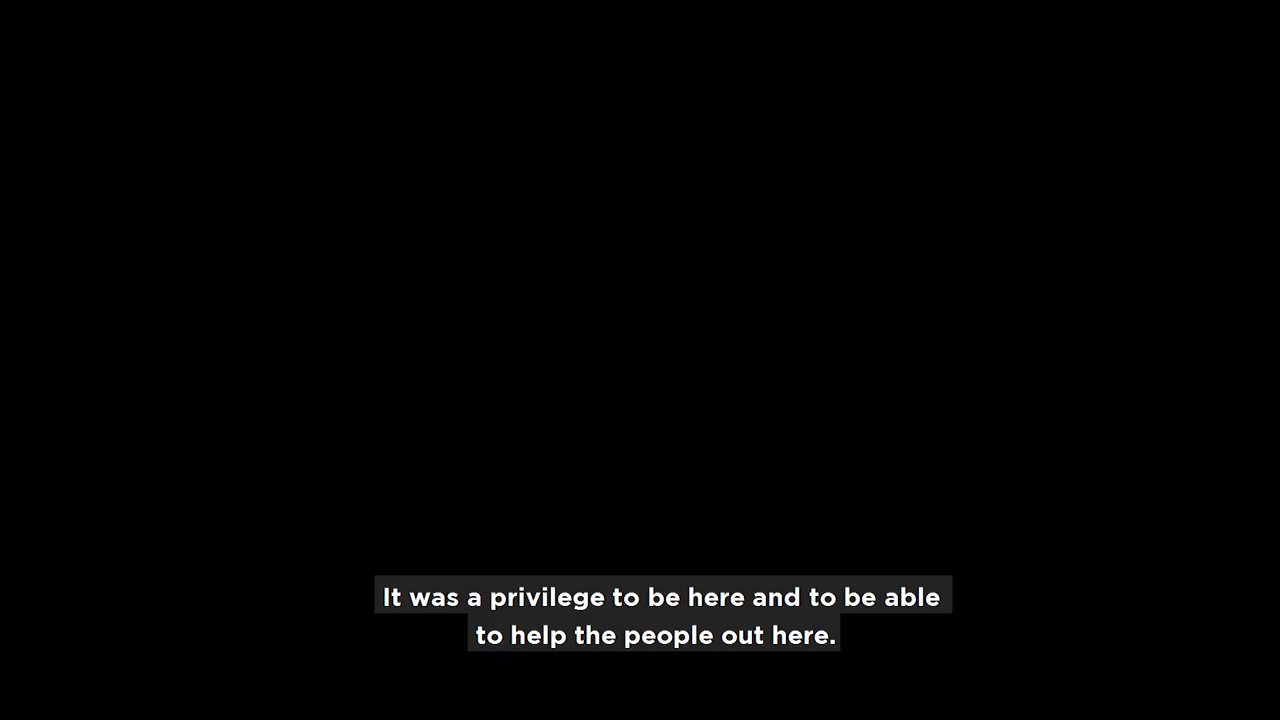 It was a privilege to be here and to be able
to help the people out here.